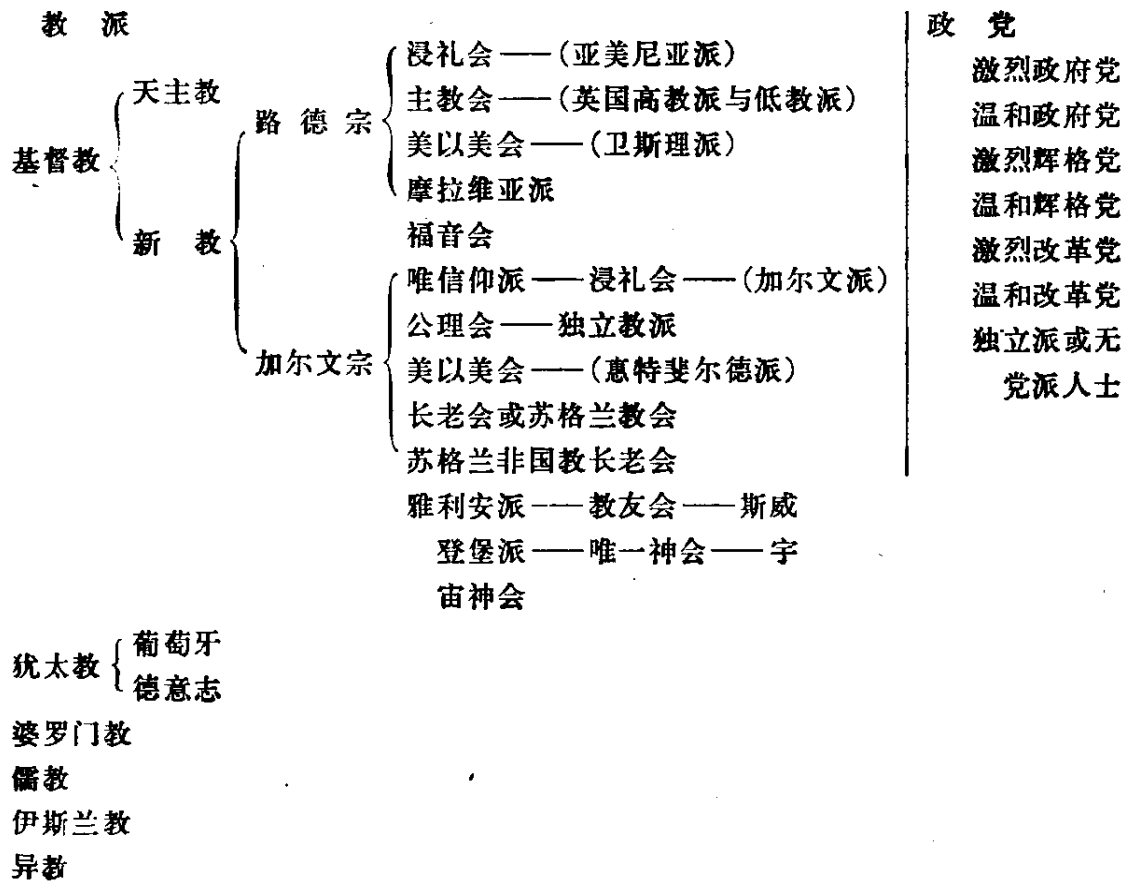 教派
基督教
天主教
新教
路德宗
浸礼会——(亚美尼亚派)
主教会——(英国高教派与低教派)
美以美会——(卫斯理派)
摩拉维亚派
福音会
加尔文宗
唯信仰派——浸礼会——(加尔文派)
公理会——独立教派
美以美会——(惠特斐尔德派)
长老会或苏格兰教会
苏格兰非国教长老会
雅利安派——教友会——斯威
登堡派——唯一神会——宇
宙神会
犹太教
葡萄牙
德意志
婆罗门教
儒教
伊斯兰教
异教
政党
激烈政府党
温和政府党
激烈辉格党
温和辉格党
激烈改革党
温和改革党
独立派或无
党派人士